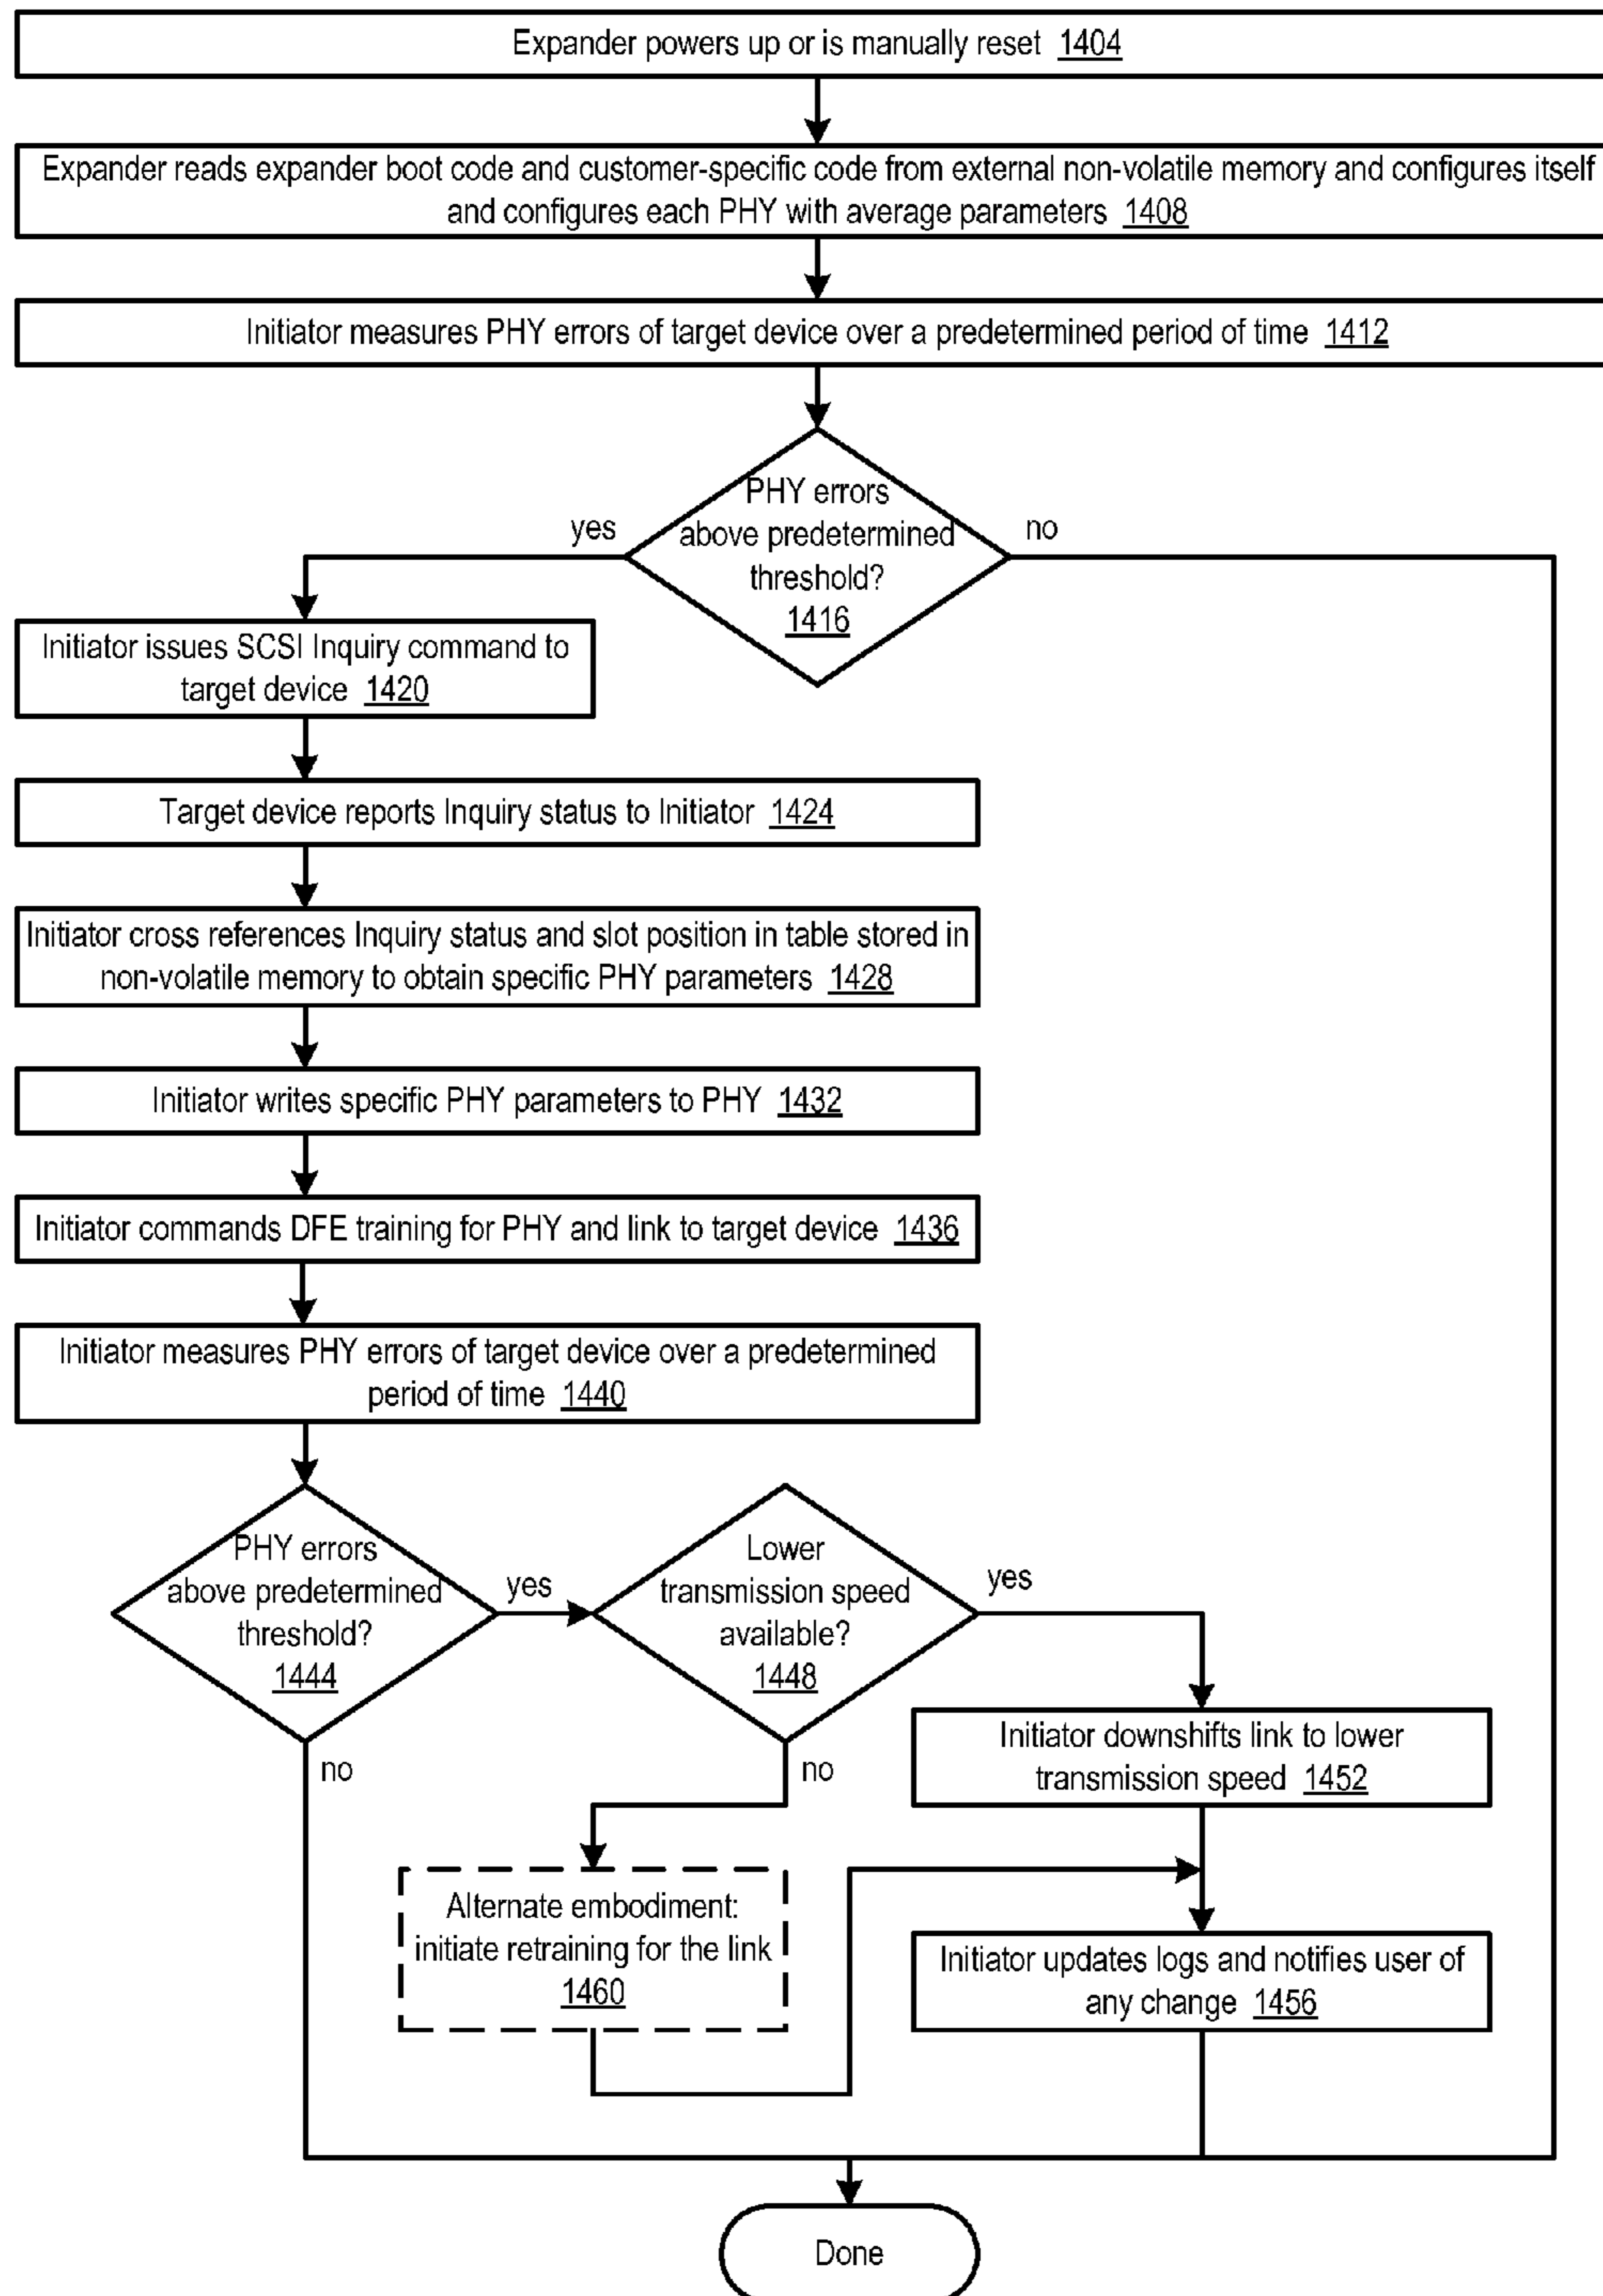 Expander powers up or is manually reset 1404
Expander reads expander boot code and customer-specific code from external non-volatile memory and configures itself
and configures each PHY with average parameters 1408
Initiator measures PHY errors of target device over a predetermined period of time 1412
PHY errors
above predetermined
threshold?
1416
yes
no
Initiator issues SCSI Inquiry command to
target device 1420
Target device reports Inquiry status to Initiator 1424
Initiator cross references Inquiry status and slot position in table stored in
non-volatile memory to obtain specific PHY parameters 1428
Initiator writes specific PHY parameters to PHY 1432
Initiator commands DFE training for PHY and link to target device 1436
Initiator measures PHY errors of target device over a predetermined
period of time 1440
PHY errors
above predetermined
threshold?
1444
yes
no
Lower
transmission speed
available?
1448
yes
no
Initiator downshifts link to lower
transmission speed 1452
Alternate embodiment:
initiate retraining for the link
1460
Initiator updates logs and notifies user of
any change 1456
Done